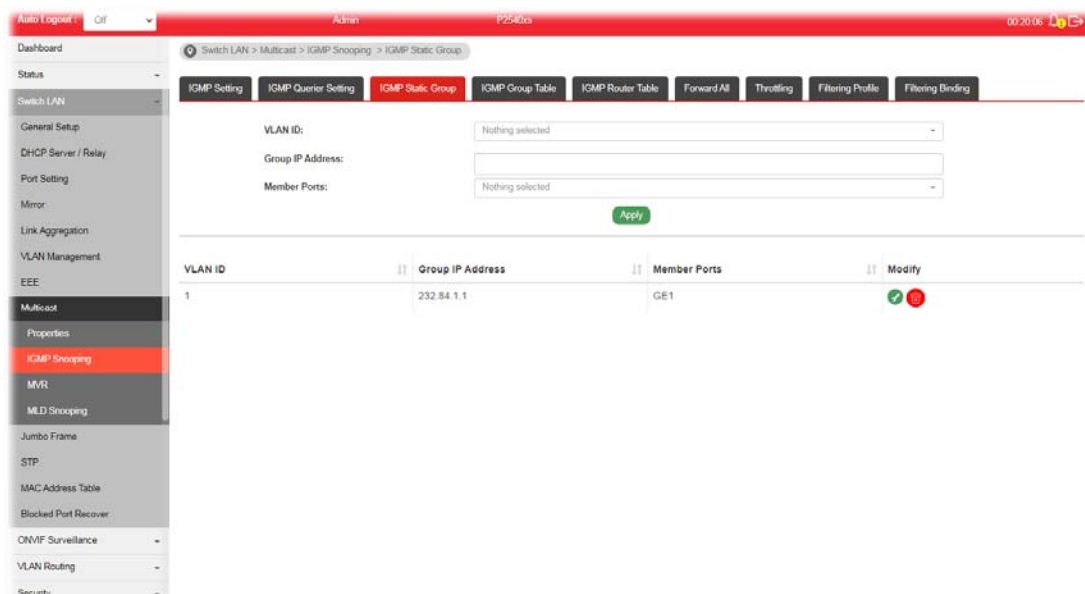 Auto Logout : Off Admin P2540xs 00:20:06
Dashboard
Status
Switch LAN
General Setup
DHCP Server / Relay
Port Setting
Mirror
Link Aggregation
VLAN Management
EEE
Multicast
Properties
IGMP Snooping
MVR
MLD Snooping
Jumbo Frame
STP
MAC Address Table
Blocked Port Recover
ONVIF Surveillance
VLAN Routing
Security
Switch LAN > Multicast > IGMP Snooping > IGMP Static Group
IGMP Setting IGMP Querier Setting IGMP Static Group IGMP Group Table IGMP Router Table Forward All Throttling Filtering Profile Filtering Binding
VLAN ID: Nothing selected
Group IP Address:
Member Ports: Nothing selected
Apply
VLAN ID Group IP Address Member Ports Modify
1 232.84.1.1 GE1